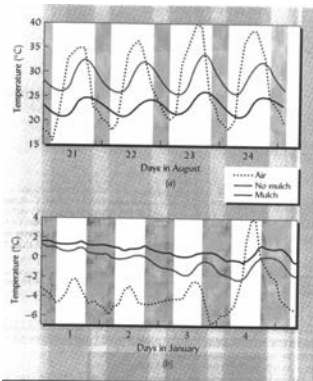 Temperature (°C)
40
35
30
25
20
15
21 22 23 24
Days in August
(a)
Air
No mulch
Mulch
Temperature (°C)
4
2
0
-2
-4
-6
1 2 3 4
Days in January
(b)